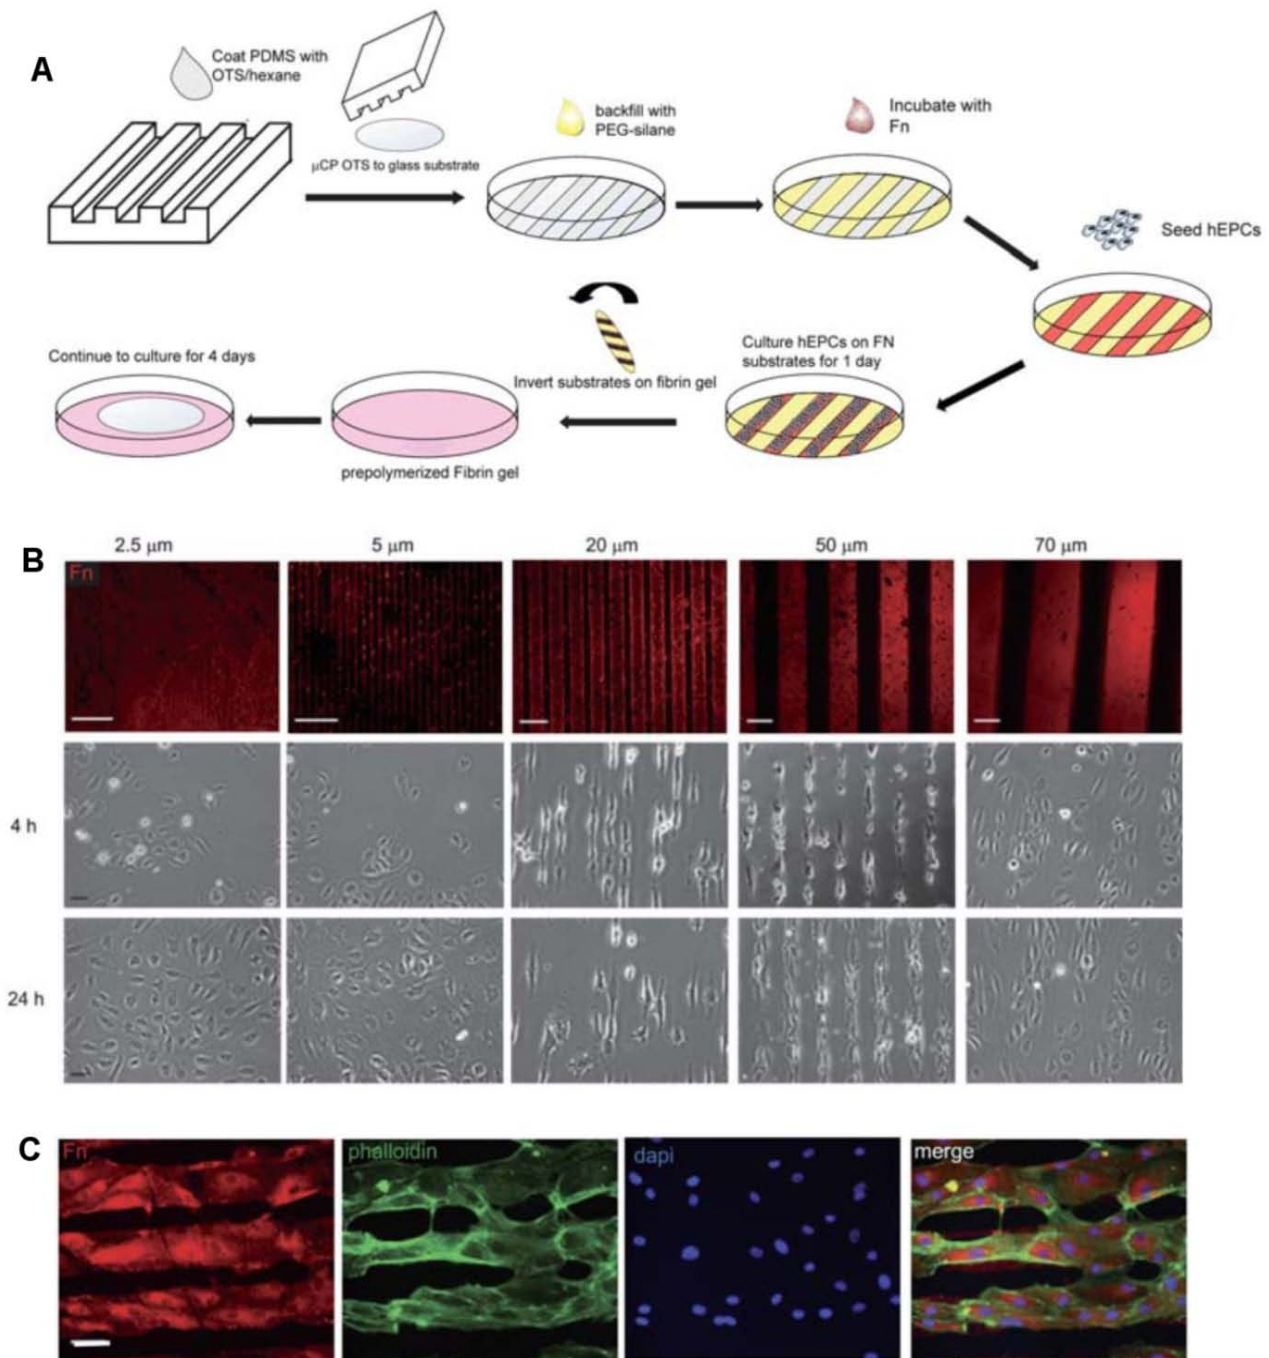 A
Coat PDMS with
OTS/hexane
μCP OTS to glass substrate
backfill with
PEG-silane
Incubate with
Fn
Seed hEPCs
Continue to culture for 4 days
Invert substrates on fibrin gel
Culture hEPCs on FN
substrates for 1 day
prepolymerized Fibrin gel
B
2.5 μm
5 μm
20 μm
50 μm
70 μm
Fn
4 h
24 h
C
Fn
phalloidin
dapi
merge